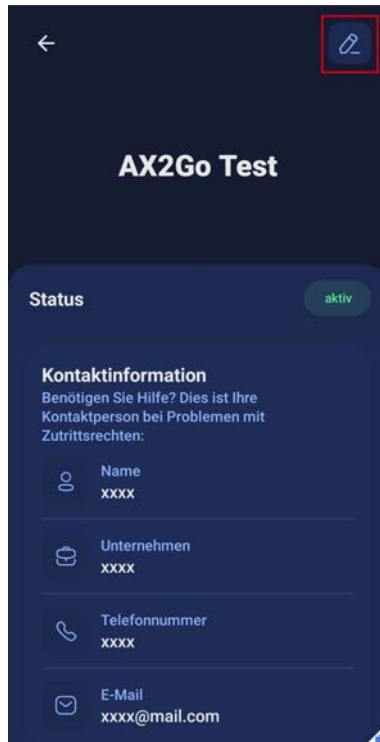 AX2Go Test
Status
aktiv
Kontaktinformation
Benötigen Sie Hilfe? Dies ist Ihre
Kontaktperson bei Problemen mit
Zutrittsrechten:
Name
xxxx
Unternehmen
xxxx
Telefonnummer
xxxx
E-Mail
xxxx@mail.com